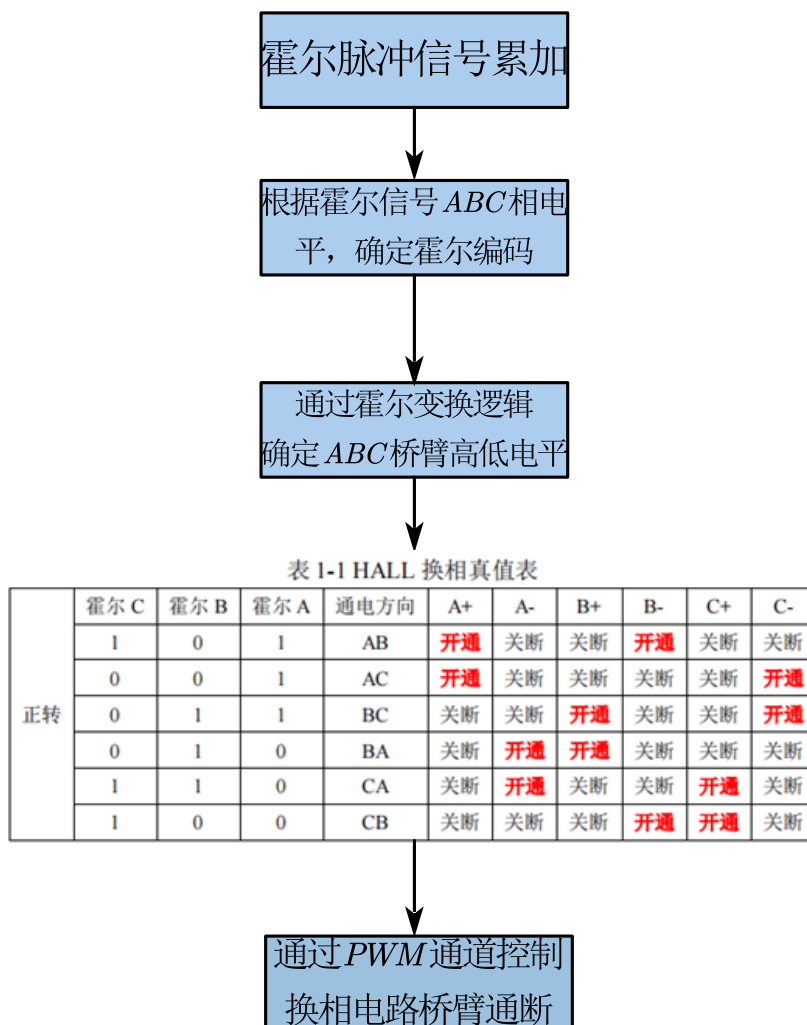 霍尔脉冲信号累加
根据霍尔信号ABC相电
平，确定霍尔编码
通过霍尔变换逻辑
确定ABC桥臂高低电平
表 1-1 HALL 换相真值表
霍尔 C 霍尔 B 霍尔 A 通电方向 A+ A- B+ B- C+ C-
1 0 1 AB 开通 关断 关断 开通 关断 关断
0 0 1 AC 开通 关断 关断 关断 关断 开通
正转 0 1 1 BC 关断 关断 开通 关断 关断 开通
0 1 0 BA 关断 开通 开通 关断 关断 关断
1 1 0 CA 关断 开通 关断 关断 开通 关断
1 0 0 CB 关断 关断 关断 开通 开通 关断
通过PWM通道控制
换相电路桥臂通断